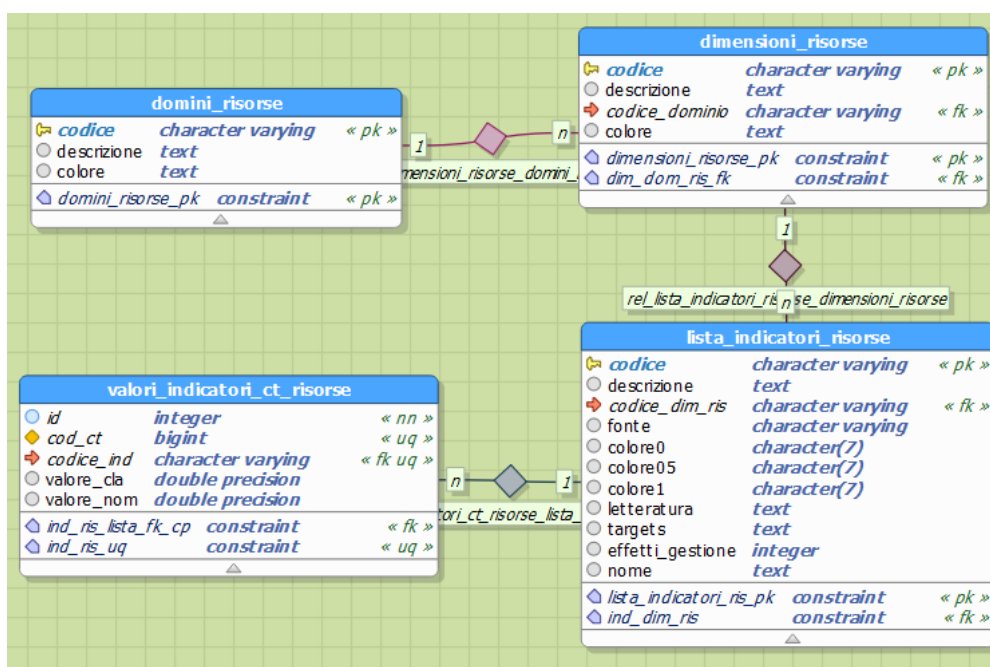 domini_risorse
codice character varying « pk »
descrizione text
colore text
domini_risorse_pk constraint « pk »
1
n
dimensioni_risorse
codice character varying « pk »
descrizione text
codice_dominio character varying « fk »
colore text
dimensioni_risorse_pk constraint « pk »
dim_dom_ris_fk constraint « fk »
1
n
lista_indicatori_risorse
codice character varying « pk »
descrizione text
codice_dim_ris character varying « fk »
fonte character varying
colore0 character(7)
colore05 character(7)
colore1 character(7)
letteratura text
targets text
effetti_gestione integer
nome text
lista_indicatori_ris_pk constraint « pk »
ind_dim_ris constraint « fk »
valori_indicatori_ct_risorse
id integer « nn »
cod_ct bigint « uq »
codice_ind character varying « fk uq »
valore_cla double precision
valore_nom double precision
ind_ris_lista_fk_cp constraint « fk »
ind_ris_uq constraint « uq »
n
1